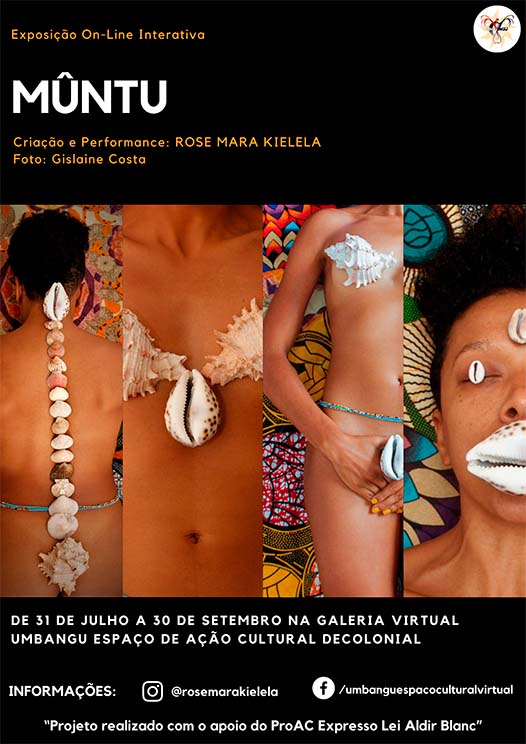 Exposição On-Line Interativa
MÛNTU
Criação e Performance: ROSE MARA KIELELA
Foto: Gislaine Costa
DE 31 DE JULHO A 30 DE SETEMBRO NA GALERIA VIRTUAL
UMBANGU ESPAÇO DE AÇÃO CULTURAL DECOLONIAL
INFORMAÇÕES: @rosemarakielela /umbanguespacoculturalvirtual
“Projeto realizado com o apoio do ProAC Expresso Lei Aldir Blanc”